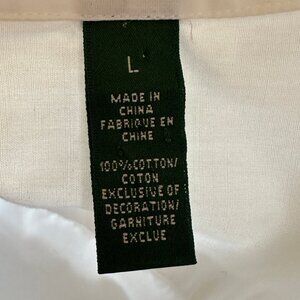 L
MADE IN
CHINA
FABRIQUE EN
CHINE
100%COTTON/
COTON
EXCLUSIVE OF
DECORATION/
GARNITURE
EXCLUE